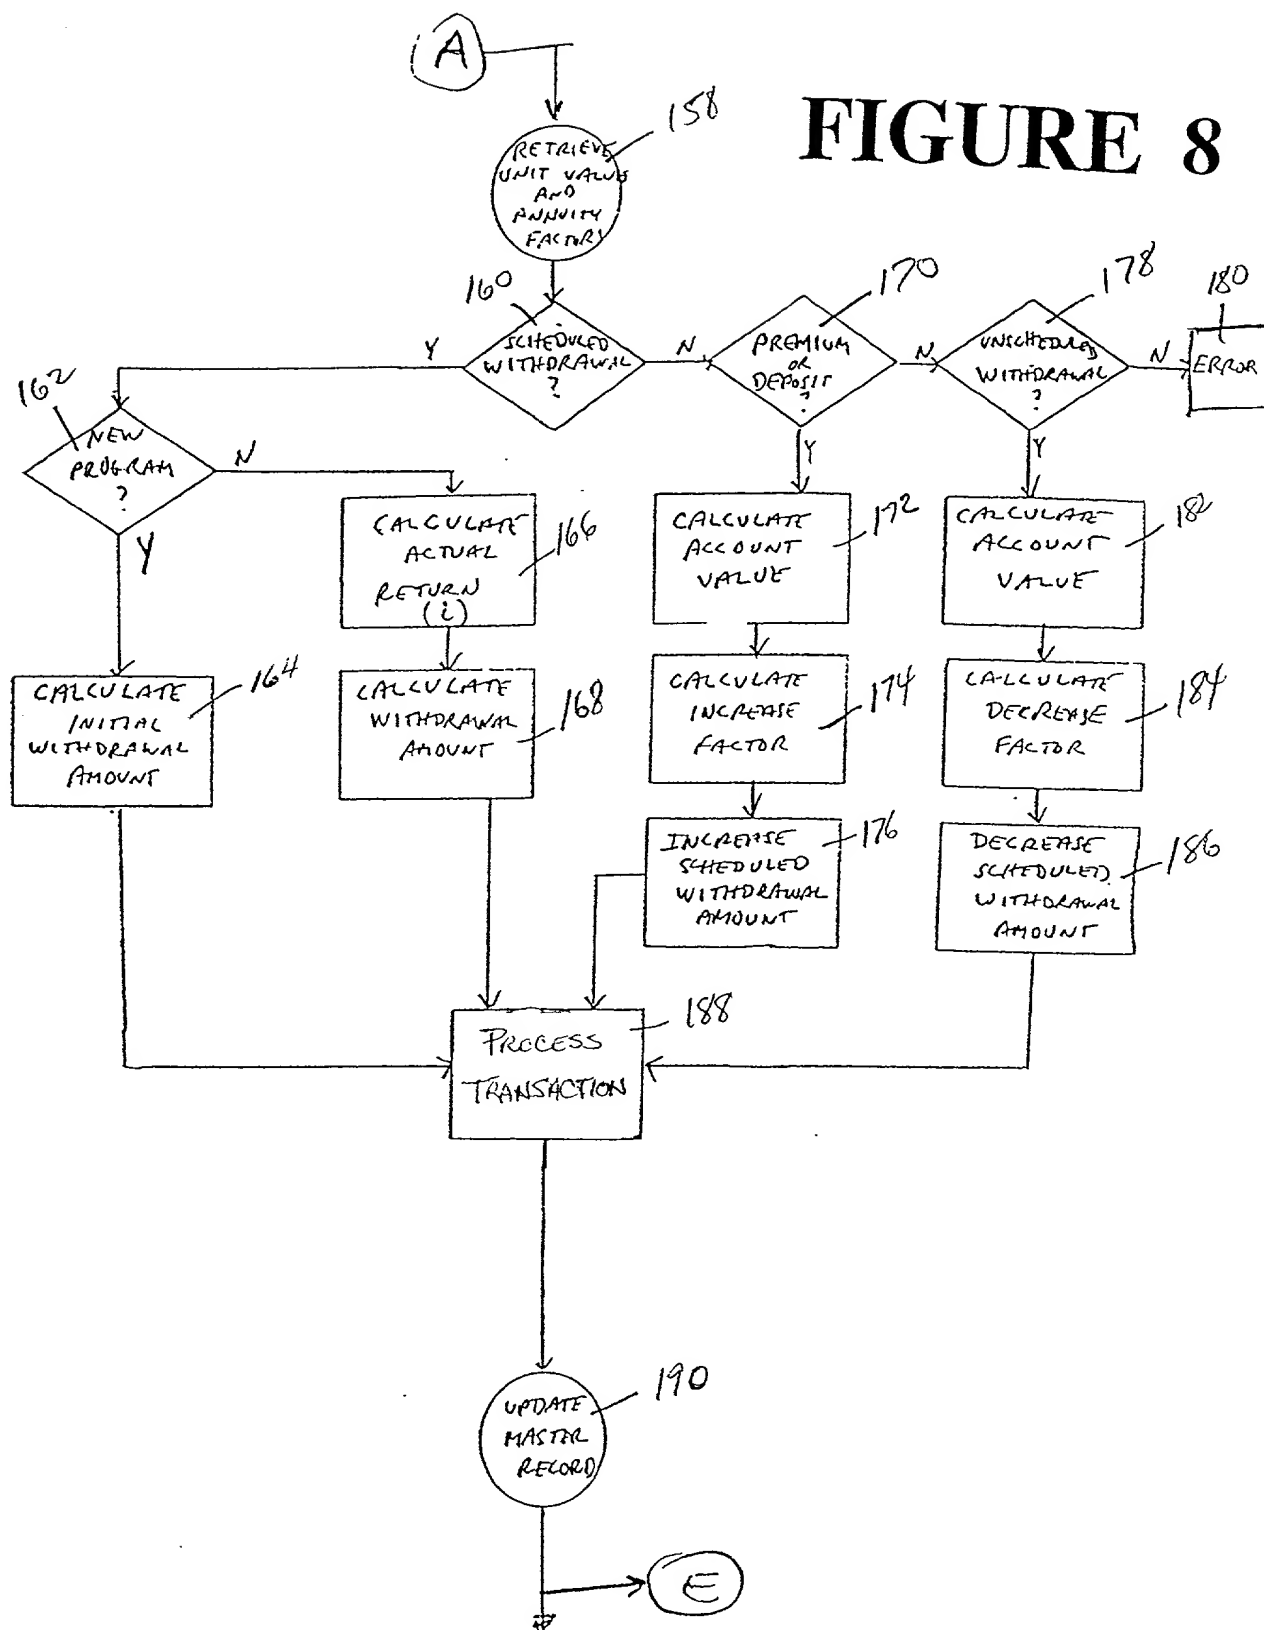 A
FIGURE 8
158
RETRIEVE
UNIT VALUE
AND
ANNUITY
FACTORS
160
SCHEDULED
WITHDRAWAL
?
Y
N
170
PREMIUM
OR
DEPOSIT
?
N
Y
178
UNSCHEDULED
WITHDRAWAL
?
N
Y
180
ERROR
162
NEW
PROGRAM
?
N
Y
CALCULATE
ACTUAL
RETURN
(i)
166
CALCULATE
ACCOUNT
VALUE
172
CALCULATE
ACCOUNT
VALUE
182
CALCULATE
INITIAL
WITHDRAWAL
AMOUNT
164
CALCULATE
WITHDRAWAL
AMOUNT
168
CALCULATE
INCREASE
FACTOR
174
CALCULATE
DECREASE
FACTOR
184
INCREASE
SCHEDULED
WITHDRAWAL
AMOUNT
176
DECREASE
SCHEDULED
WITHDRAWAL
AMOUNT
186
PROCESS
TRANSACTION
188
UPDATE
MASTER
RECORD
190
E